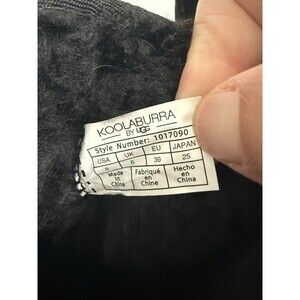 KOOLABURRA
BY UGG
Style Number: 1017090
USA UK EU JAPAN
39 25
Made in China Fabriqué en Chine Hecho en China